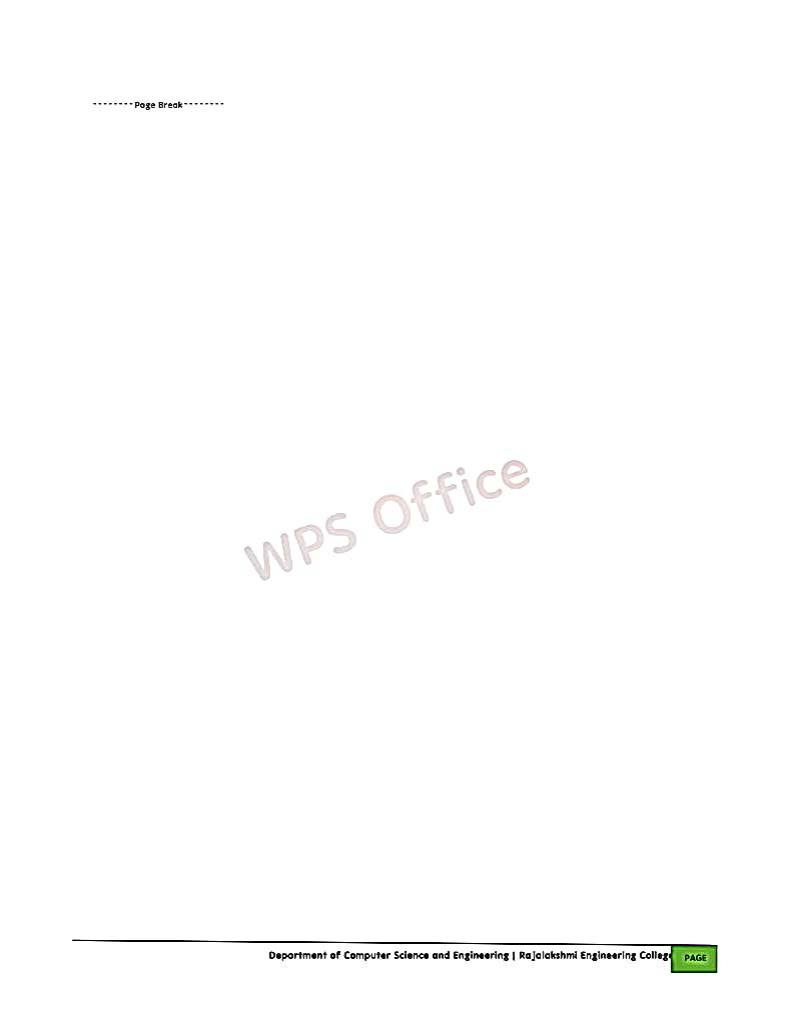 --------Page Break--------
WPS Office
Department of Computer Science and Engineering | Rajalakshmi Engineering College
PAGE